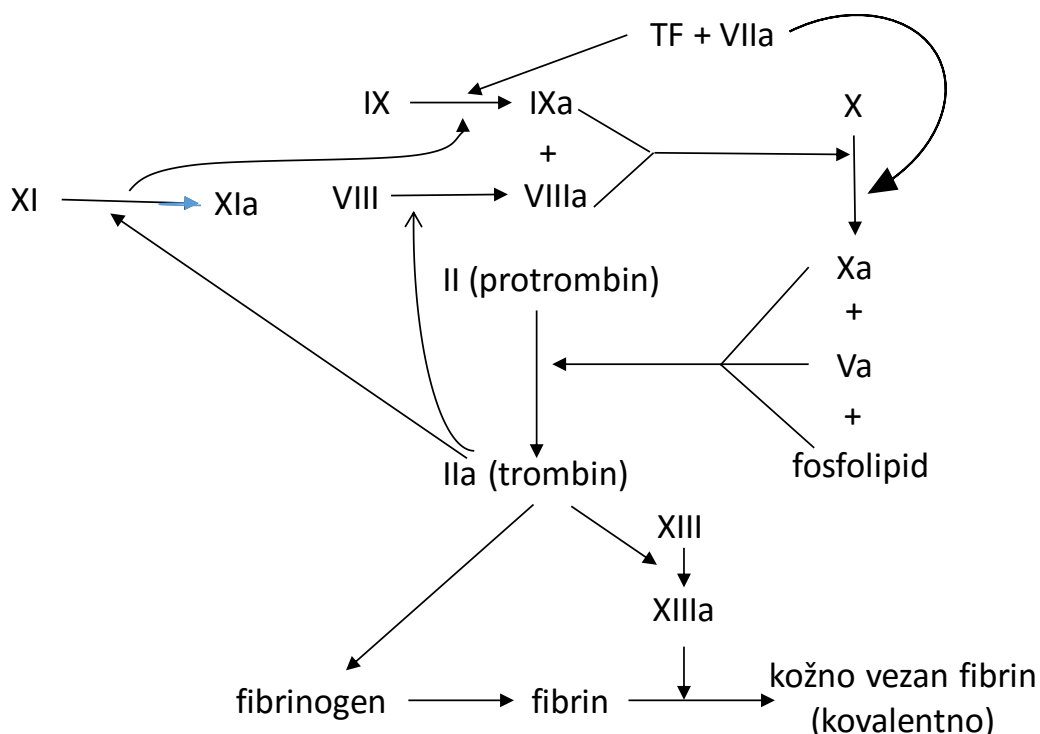 TF + VIIa
IX
IXa
X
+
XI
XIa
VIII
VIIIa
II (protrombin)
Xa
+
Va
+
fosfolipid
IIa (trombin)
XIII
XIIIa
fibrinogen
fibrin
kožno vezan fibrin
(kovalentno)